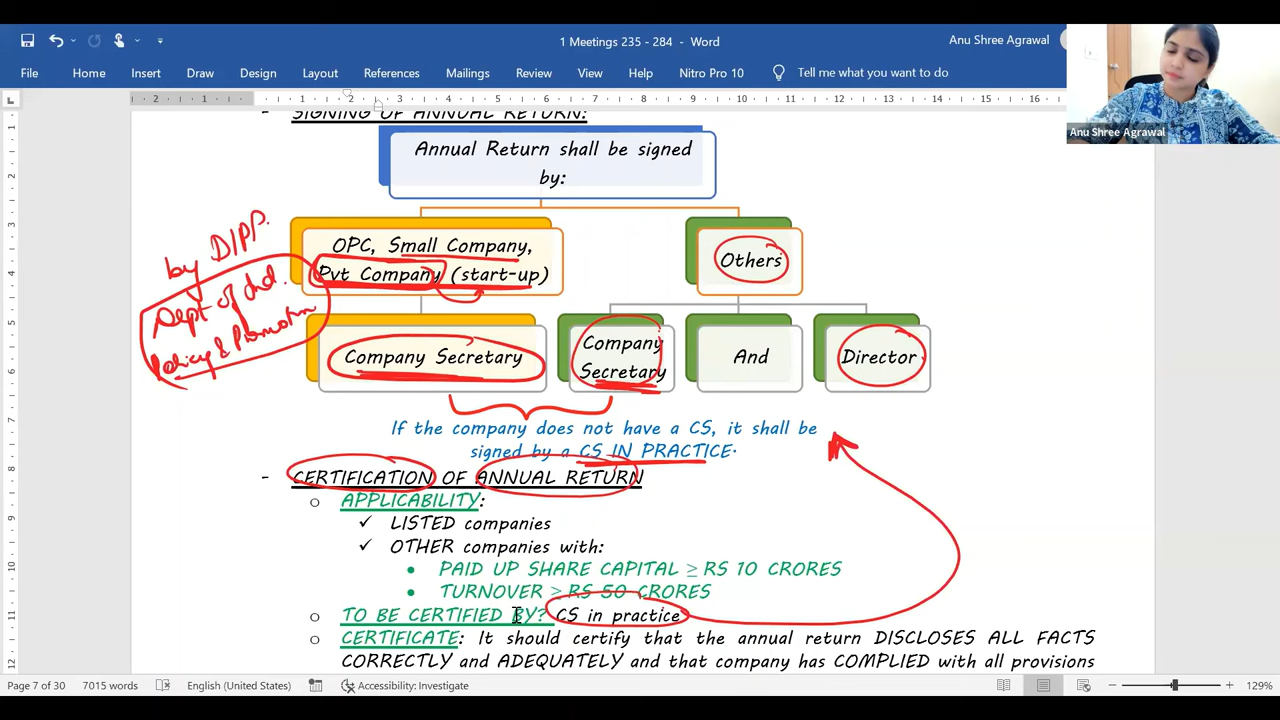 1 Meetings 235 - 284 - Word
Anu Shree Agrawal
File Home Insert Draw Design Layout References Mailings Review View Help Nitro Pro 10 Tell me what you want to do
Anu Shree Agrawal
- SIGNING OF ANNUAL RETURN:
Annual Return shall be signed
by:
by DIPP.
Dept of Ind.
Policy & Promotion
OPC, Small Company,
Pvt Company (start-up)
Others
Company Secretary
Company
Secretary
And
Director
If the company does not have a CS, it shall be
signed by a CS IN PRACTICE.
- CERTIFICATION OF ANNUAL RETURN
o APPLICABILITY:
✓ LISTED companies
✓ OTHER companies with:
• PAID UP SHARE CAPITAL ≥ RS 10 CRORES
• TURNOVER ≥ RS 50 CRORES
o TO BE CERTIFIED BY? CS in practice
o CERTIFICATE: It should certify that the annual return DISCLOSES ALL FACTS
CORRECTLY and ADEQUATELY and that company has COMPLIED with all provisions
Page 7 of 30 7015 words English (United States) Accessibility: Investigate 129%